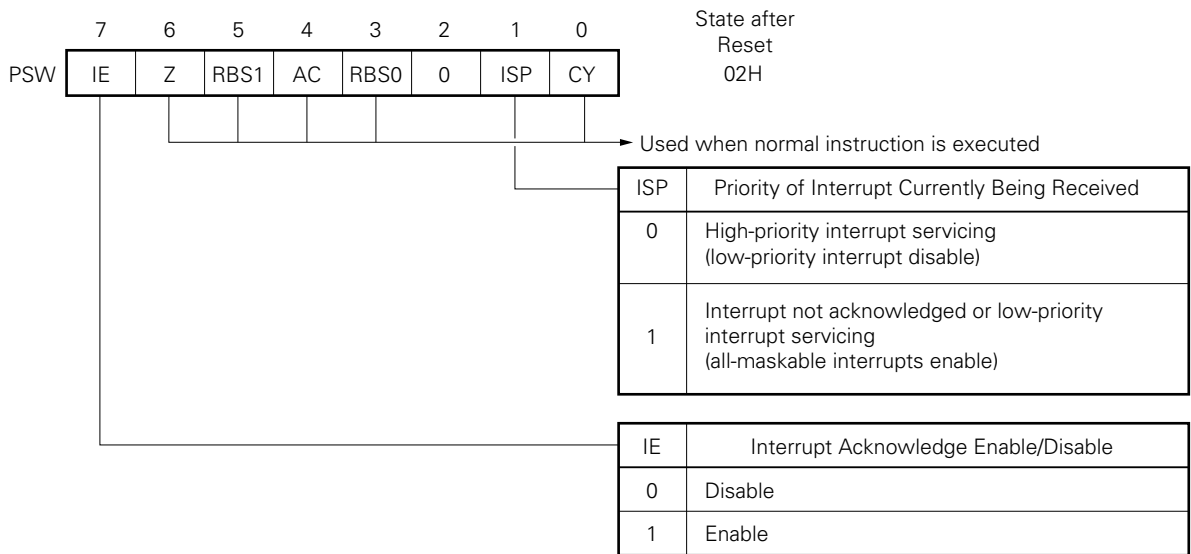 State after
Reset
02H
7 6 5 4 3 2 1 0
PSW IE Z RBS1 AC RBS0 0 ISP CY
Used when normal instruction is executed
ISP Priority of Interrupt Currently Being Received
0 High-priority interrupt servicing
(low-priority interrupt disable)
1 Interrupt not acknowledged or low-priority
interrupt servicing
(all-maskable interrupts enable)
IE Interrupt Acknowledge Enable/Disable
0 Disable
1 Enable